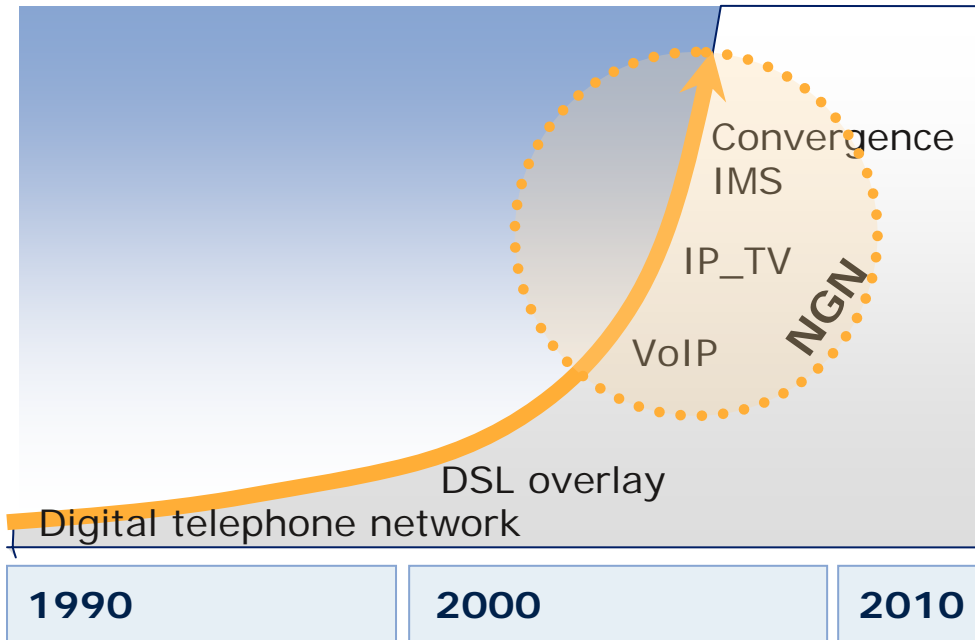 Convergence
IMS
IP_TV
NGN
VoIP
DSL overlay
Digital telephone network
1990
2000
2010